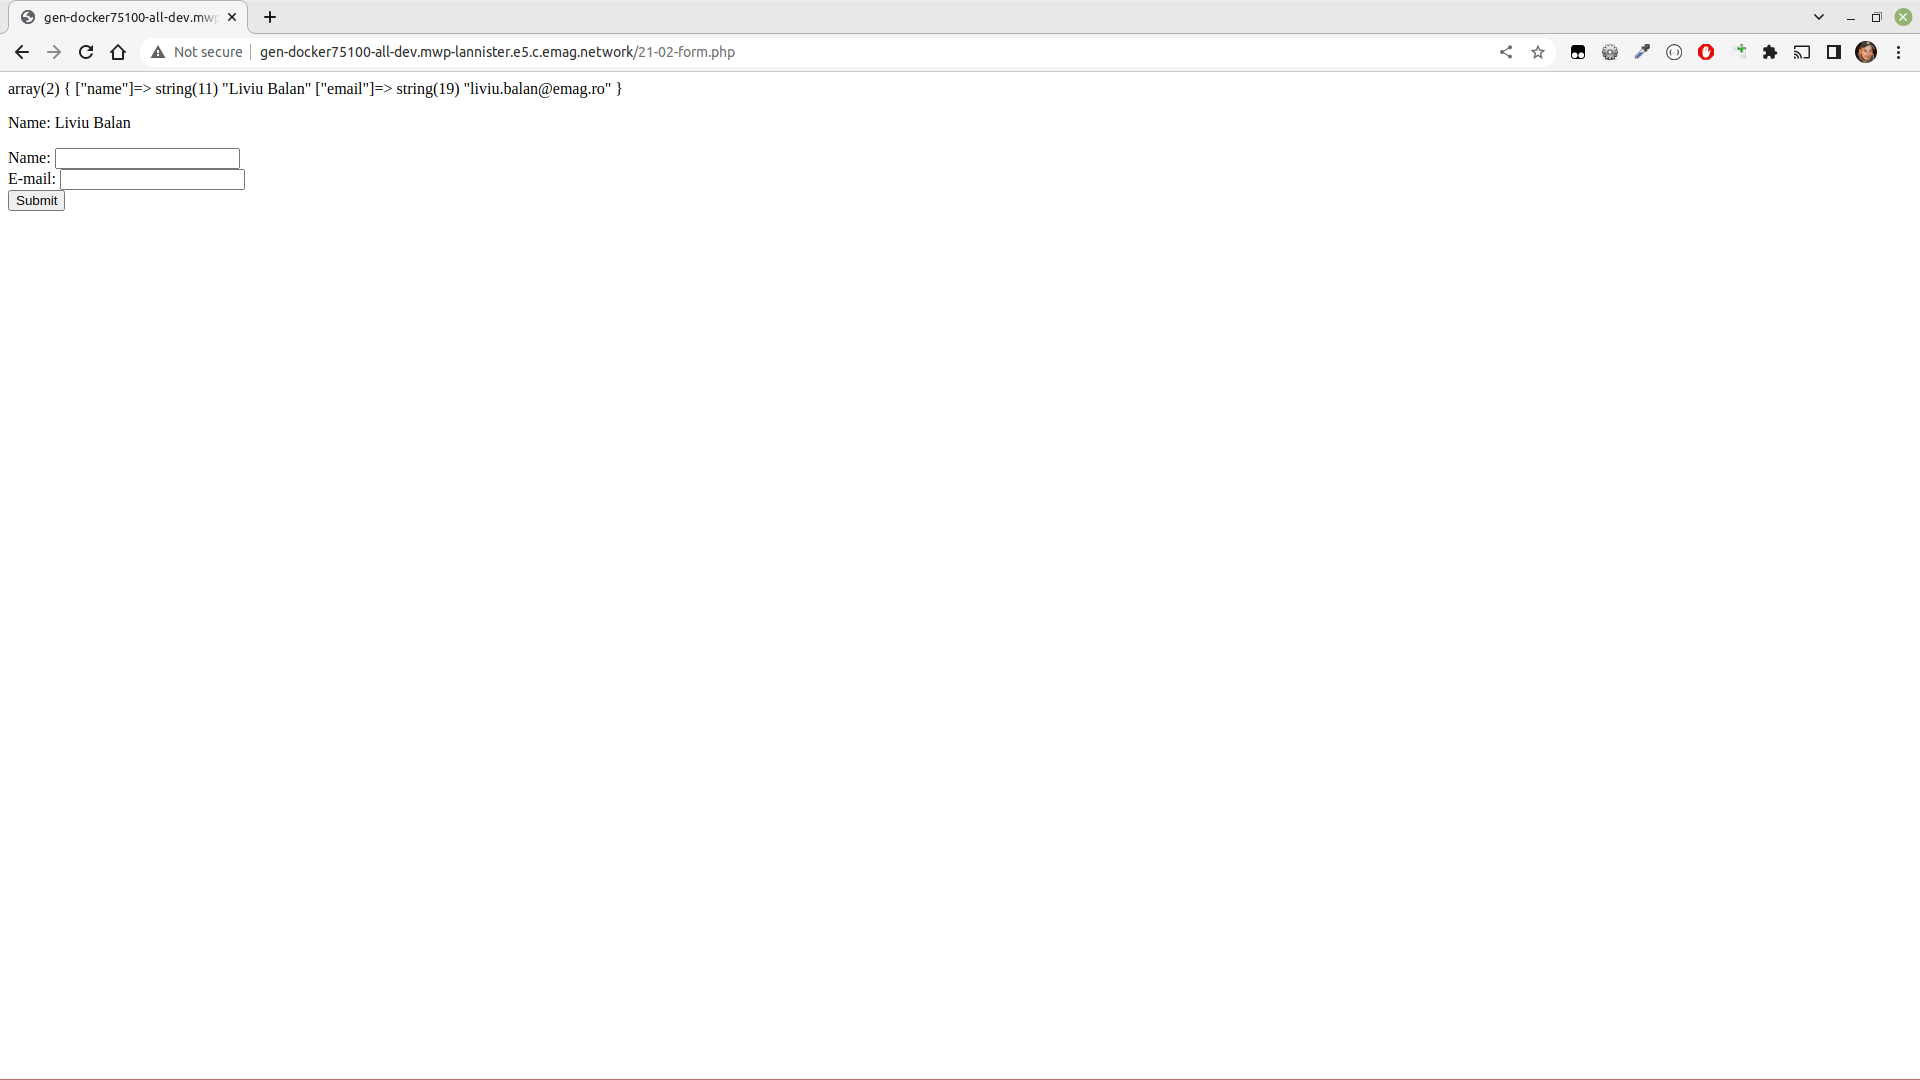 gen-docker75100-all-dev.mwp
Not secure
gen-docker75100-all-dev.mwp-lannister.e5.c.emag.network/21-02-form.php
array(2) { ["name"]=> string(11) "Liviu Balan" ["email"]=> string(19) "liviu.balan@emag.ro" }
Name: Liviu Balan
Name:
E-mail:
Submit